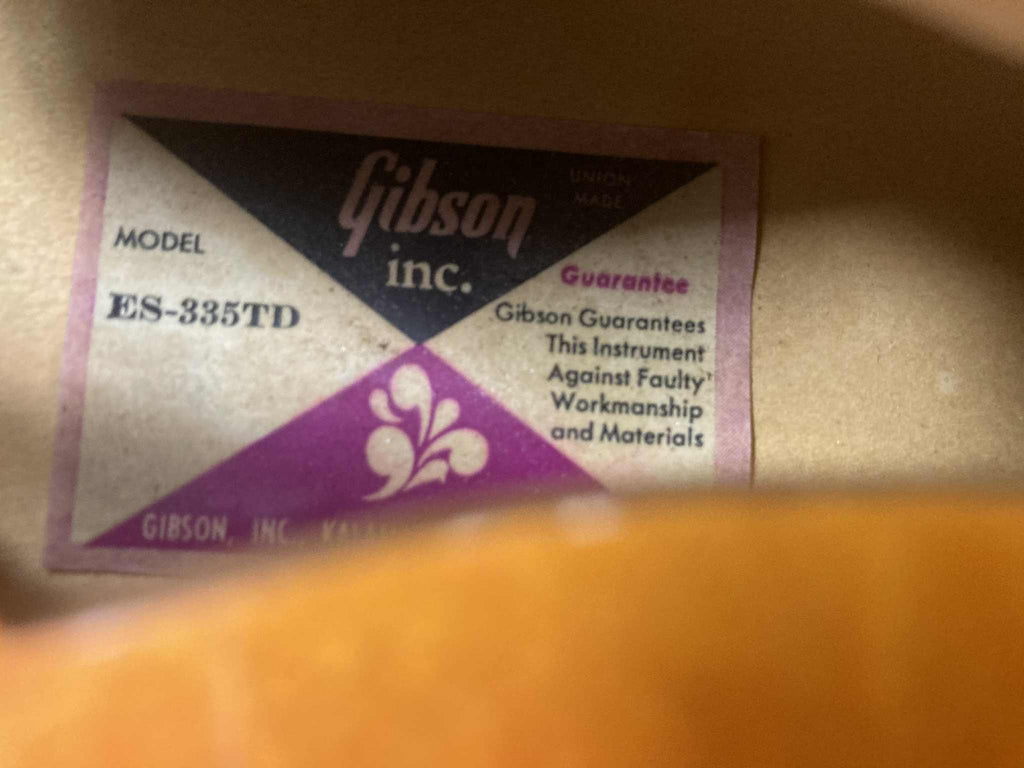 Gibson
inc.
UNION
MADE
MODEL
ES-335TD
Guarantee
Gibson Guarantees
This Instrument
Against Faulty
Workmanship
and Materials
GIBSON, INC.